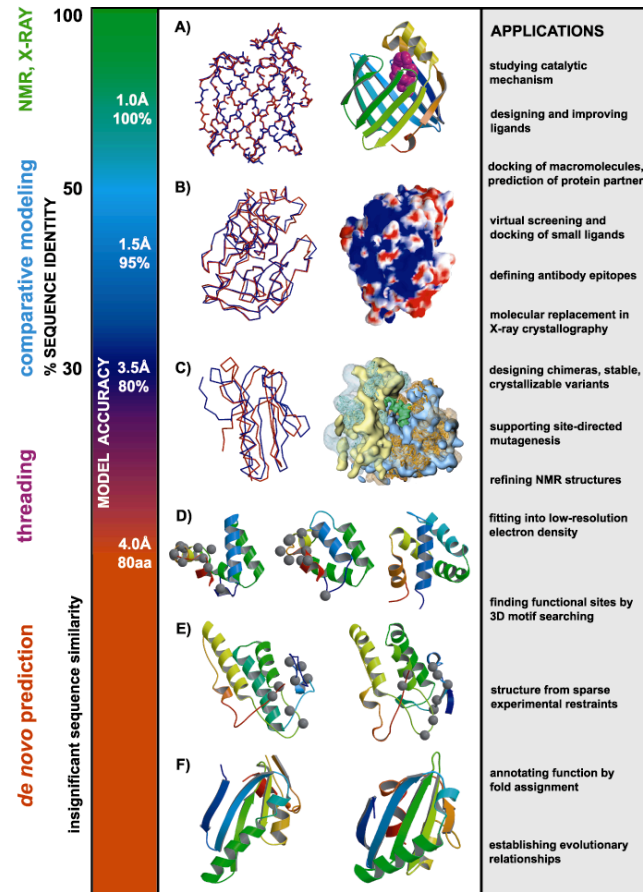 NMR, X-RAY
comparative modeling
threading
de novo prediction
% SEQUENCE IDENTITY
insignificant sequence similarity
100
50
30
MODEL ACCURACY
1.0Å
100%
1.5Å
95%
3.5Å
80%
4.0Å
80aa
A)
B)
C)
D)
E)
F)
APPLICATIONS
studying catalytic
mechanism
designing and improving
ligands
docking of macromolecules,
prediction of protein partner
virtual screening and
docking of small ligands
defining antibody epitopes
molecular replacement in
X-ray crystallography
designing chimeras, stable,
crystallizable variants
supporting site-directed
mutagenesis
refining NMR structures
fitting into low-resolution
electron density
finding functional sites by
3D motif searching
structure from sparse
experimental restraints
annotating function by
fold assignment
establishing evolutionary
relationships